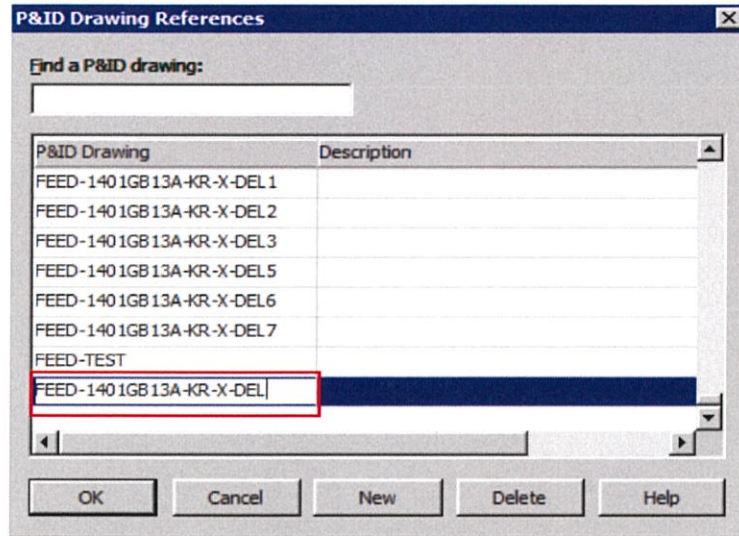 P&ID Drawing References
Find a P&ID drawing:
P&ID Drawing Description
FEED-1401GB13A-KR-X-DEL1
FEED-1401GB13A-KR-X-DEL2
FEED-1401GB13A-KR-X-DEL3
FEED-1401GB13A-KR-X-DEL5
FEED-1401GB13A-KR-X-DEL6
FEED-1401GB13A-KR-X-DEL7
FEED-TEST
FEED-1401GB13A-KR-X-DEL
OK Cancel New Delete Help